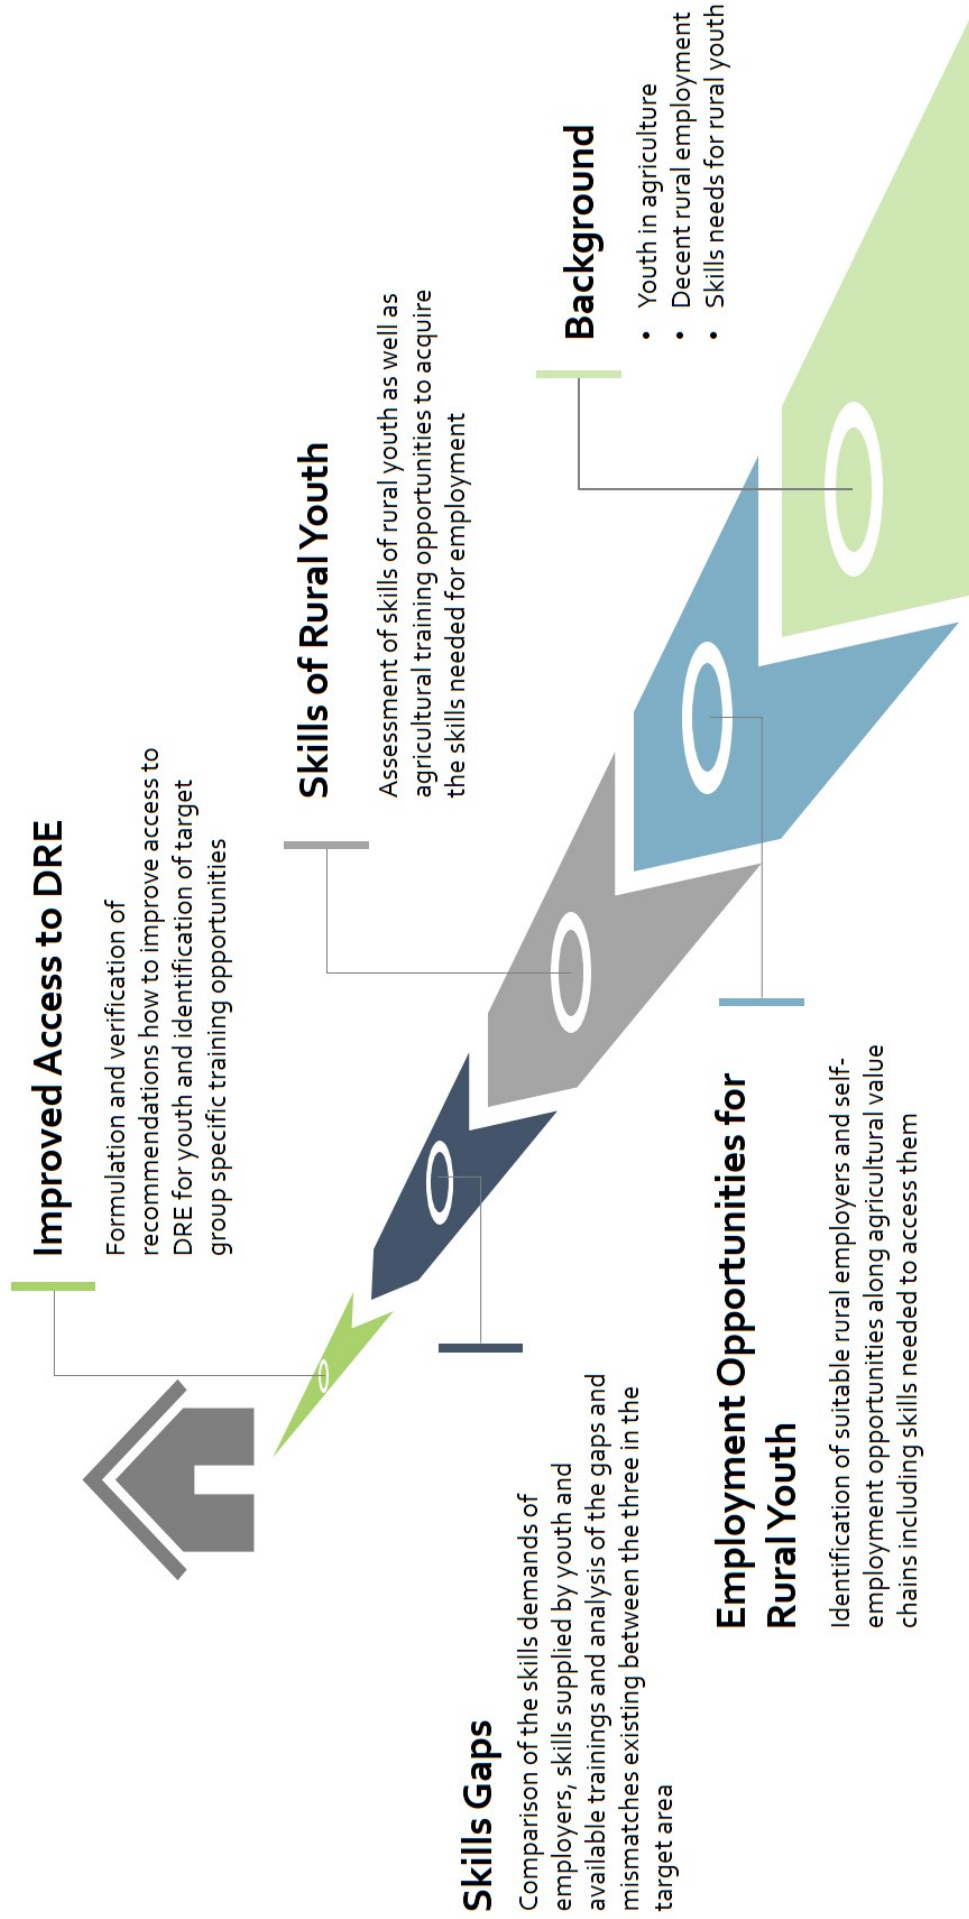 Improved Access to DRE
Formulation and verification of
recommendations how to improve access to
DRE for youth and identification of target
group specific training opportunities
Skills of Rural Youth
Assessment of skills of rural youth as well as
agricultural training opportunities to acquire
the skills needed for employment
Background
• Youth in agriculture
• Decent rural employment
• Skills needs for rural youth
Skills Gaps
Comparison of the skills demands of
employers, skills supplied by youth and
available trainings and analysis of the gaps and
mismatches existing between the three in the
target area
Employment Opportunities for
Rural Youth
Identification of suitable rural employers and self-
employment opportunities along agricultural value
chains including skills needed to access them